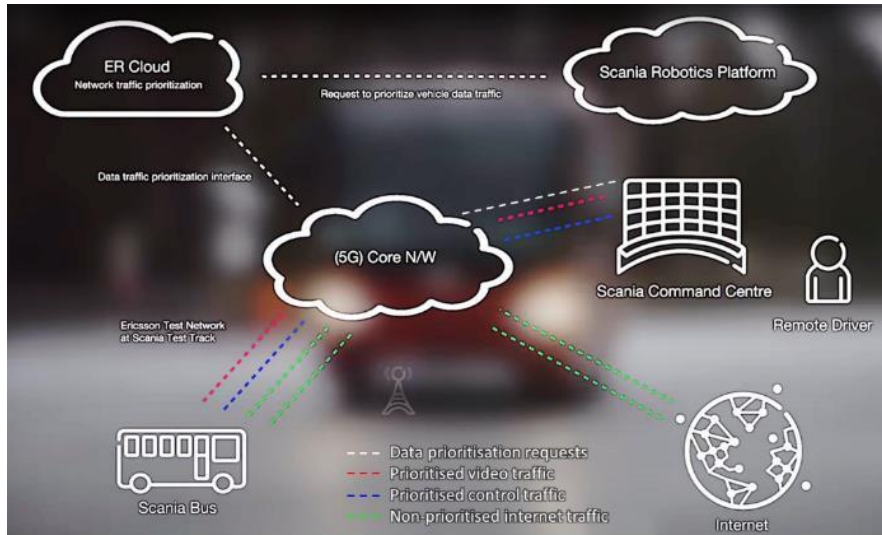 ER Cloud
Network traffic prioritization
Scania Robotics Platform
Request to prioritize vehicle data traffic
Data traffic prioritization interface
(5G) Core N/W
Scania Command Centre
Remote Driver
Ericsson Test Network
at Scania Test Track
Scania Bus
Data prioritisation requests
Prioritised video traffic
Prioritised control traffic
Non-prioritised internet traffic
Internet